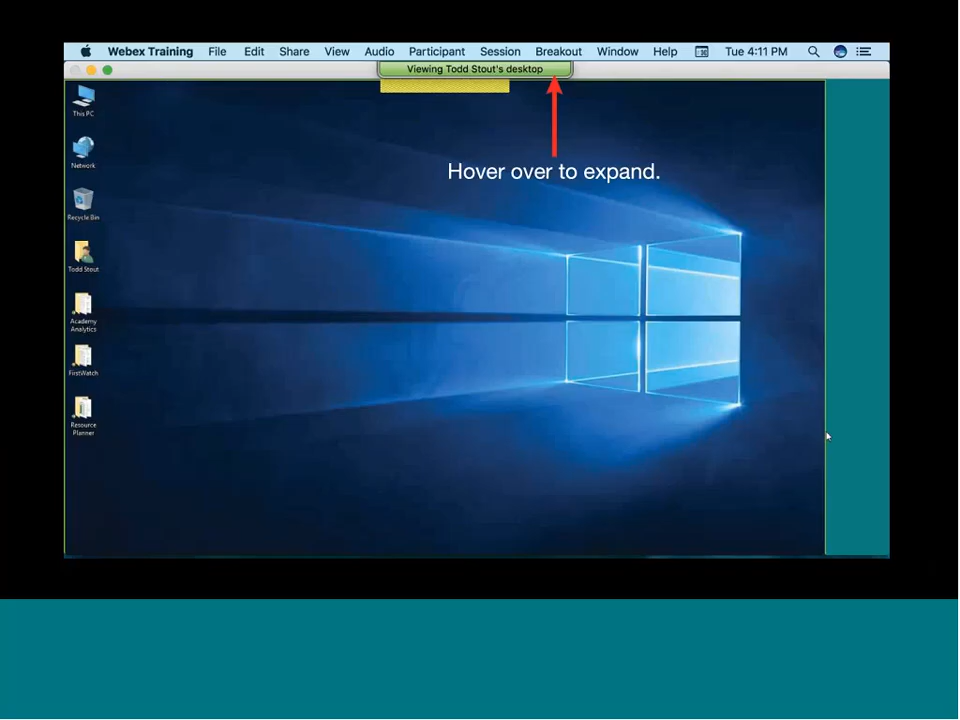 Webex Training File Edit Share View Audio Participant Session Breakout Window Help Tue 4:11 PM
Viewing Todd Stout's desktop
This PC
Hover over to expand.
Network
Recycle Bin
Todd Stout
Academy
Analytics
FirstWatch
Resource
Planner